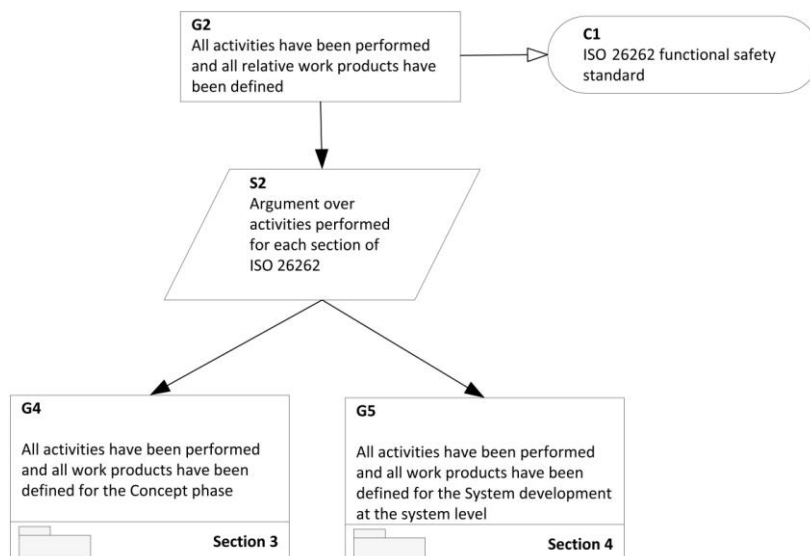 G2
All activities have been performed
and all relative work products have
been defined
C1
ISO 26262 functional safety
standard
S2
Argument over
activities performed
for each section of
ISO 26262
G4
All activities have been performed
and all work products have been
defined for the Concept phase
Section 3
G5
All activities have been performed
and all work products have been
defined for the System development
at the system level
Section 4